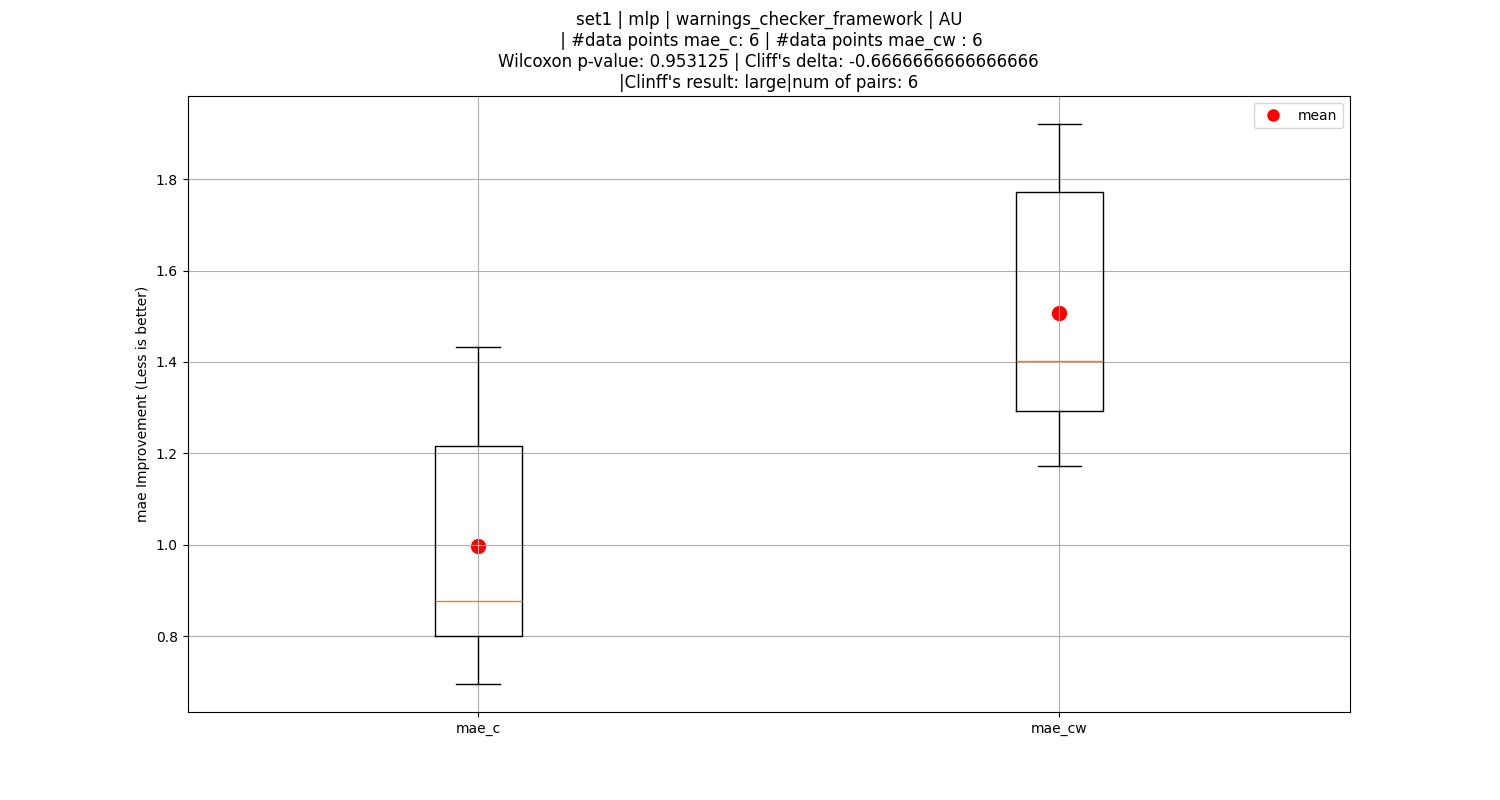 set1 | mlp | warnings_checker_framework | AU
| #data points mae_c: 6 | #data points mae_cw : 6
Wilcoxon p-value: 0.953125 | Cliff's delta: -0.6666666666666666
|Clinff's result: large|num of pairs: 6
mean
1.8
1.6
1.4
1.2
1.0
0.8
mae Improvement (Less is better)
mae_c
mae_cw